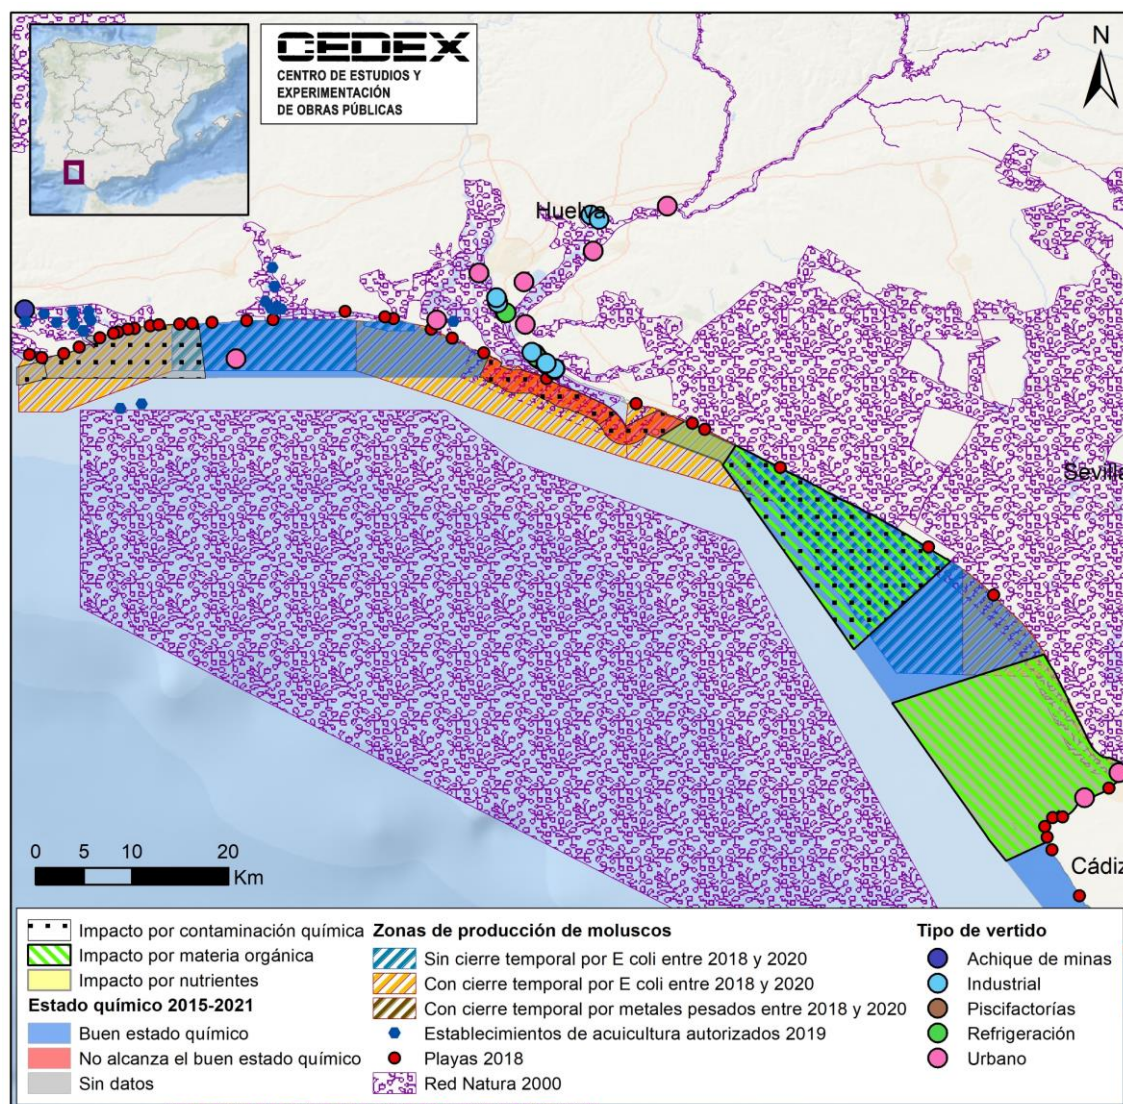 CEDEX
CENTRO DE ESTUDIOS Y
EXPERIMENTACIÓN
DE OBRAS PÚBLICAS
N
Huelva
Sevilla
Cádiz
0 5 10 20
Km
Impacto por contaminación química
Impacto por materia orgánica
Impacto por nutrientes
Estado químico 2015-2021
Buen estado químico
No alcanza el buen estado químico
Sin datos
Zonas de producción de moluscos
Sin cierre temporal por E coli entre 2018 y 2020
Con cierre temporal por E coli entre 2018 y 2020
Con cierre temporal por metales pesados entre 2018 y 2020
Establecimientos de acuicultura autorizados 2019
Playas 2018
Red Natura 2000
Tipo de vertido
Achique de minas
Industrial
Piscifactorías
Refrigeración
Urbano